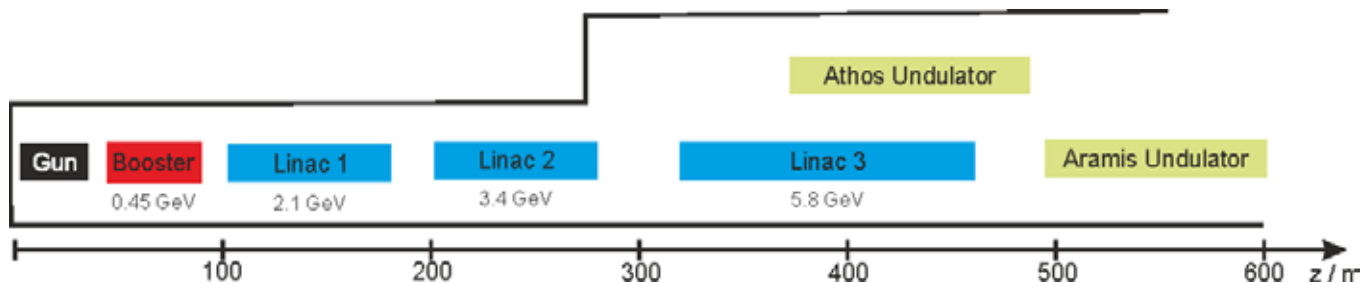 Athos Undulator
Gun Booster Linac 1 Linac 2 Linac 3 Aramis Undulator
0.45 GeV 2.1 GeV 3.4 GeV 5.8 GeV
100 200 300 400 500 600 z / m